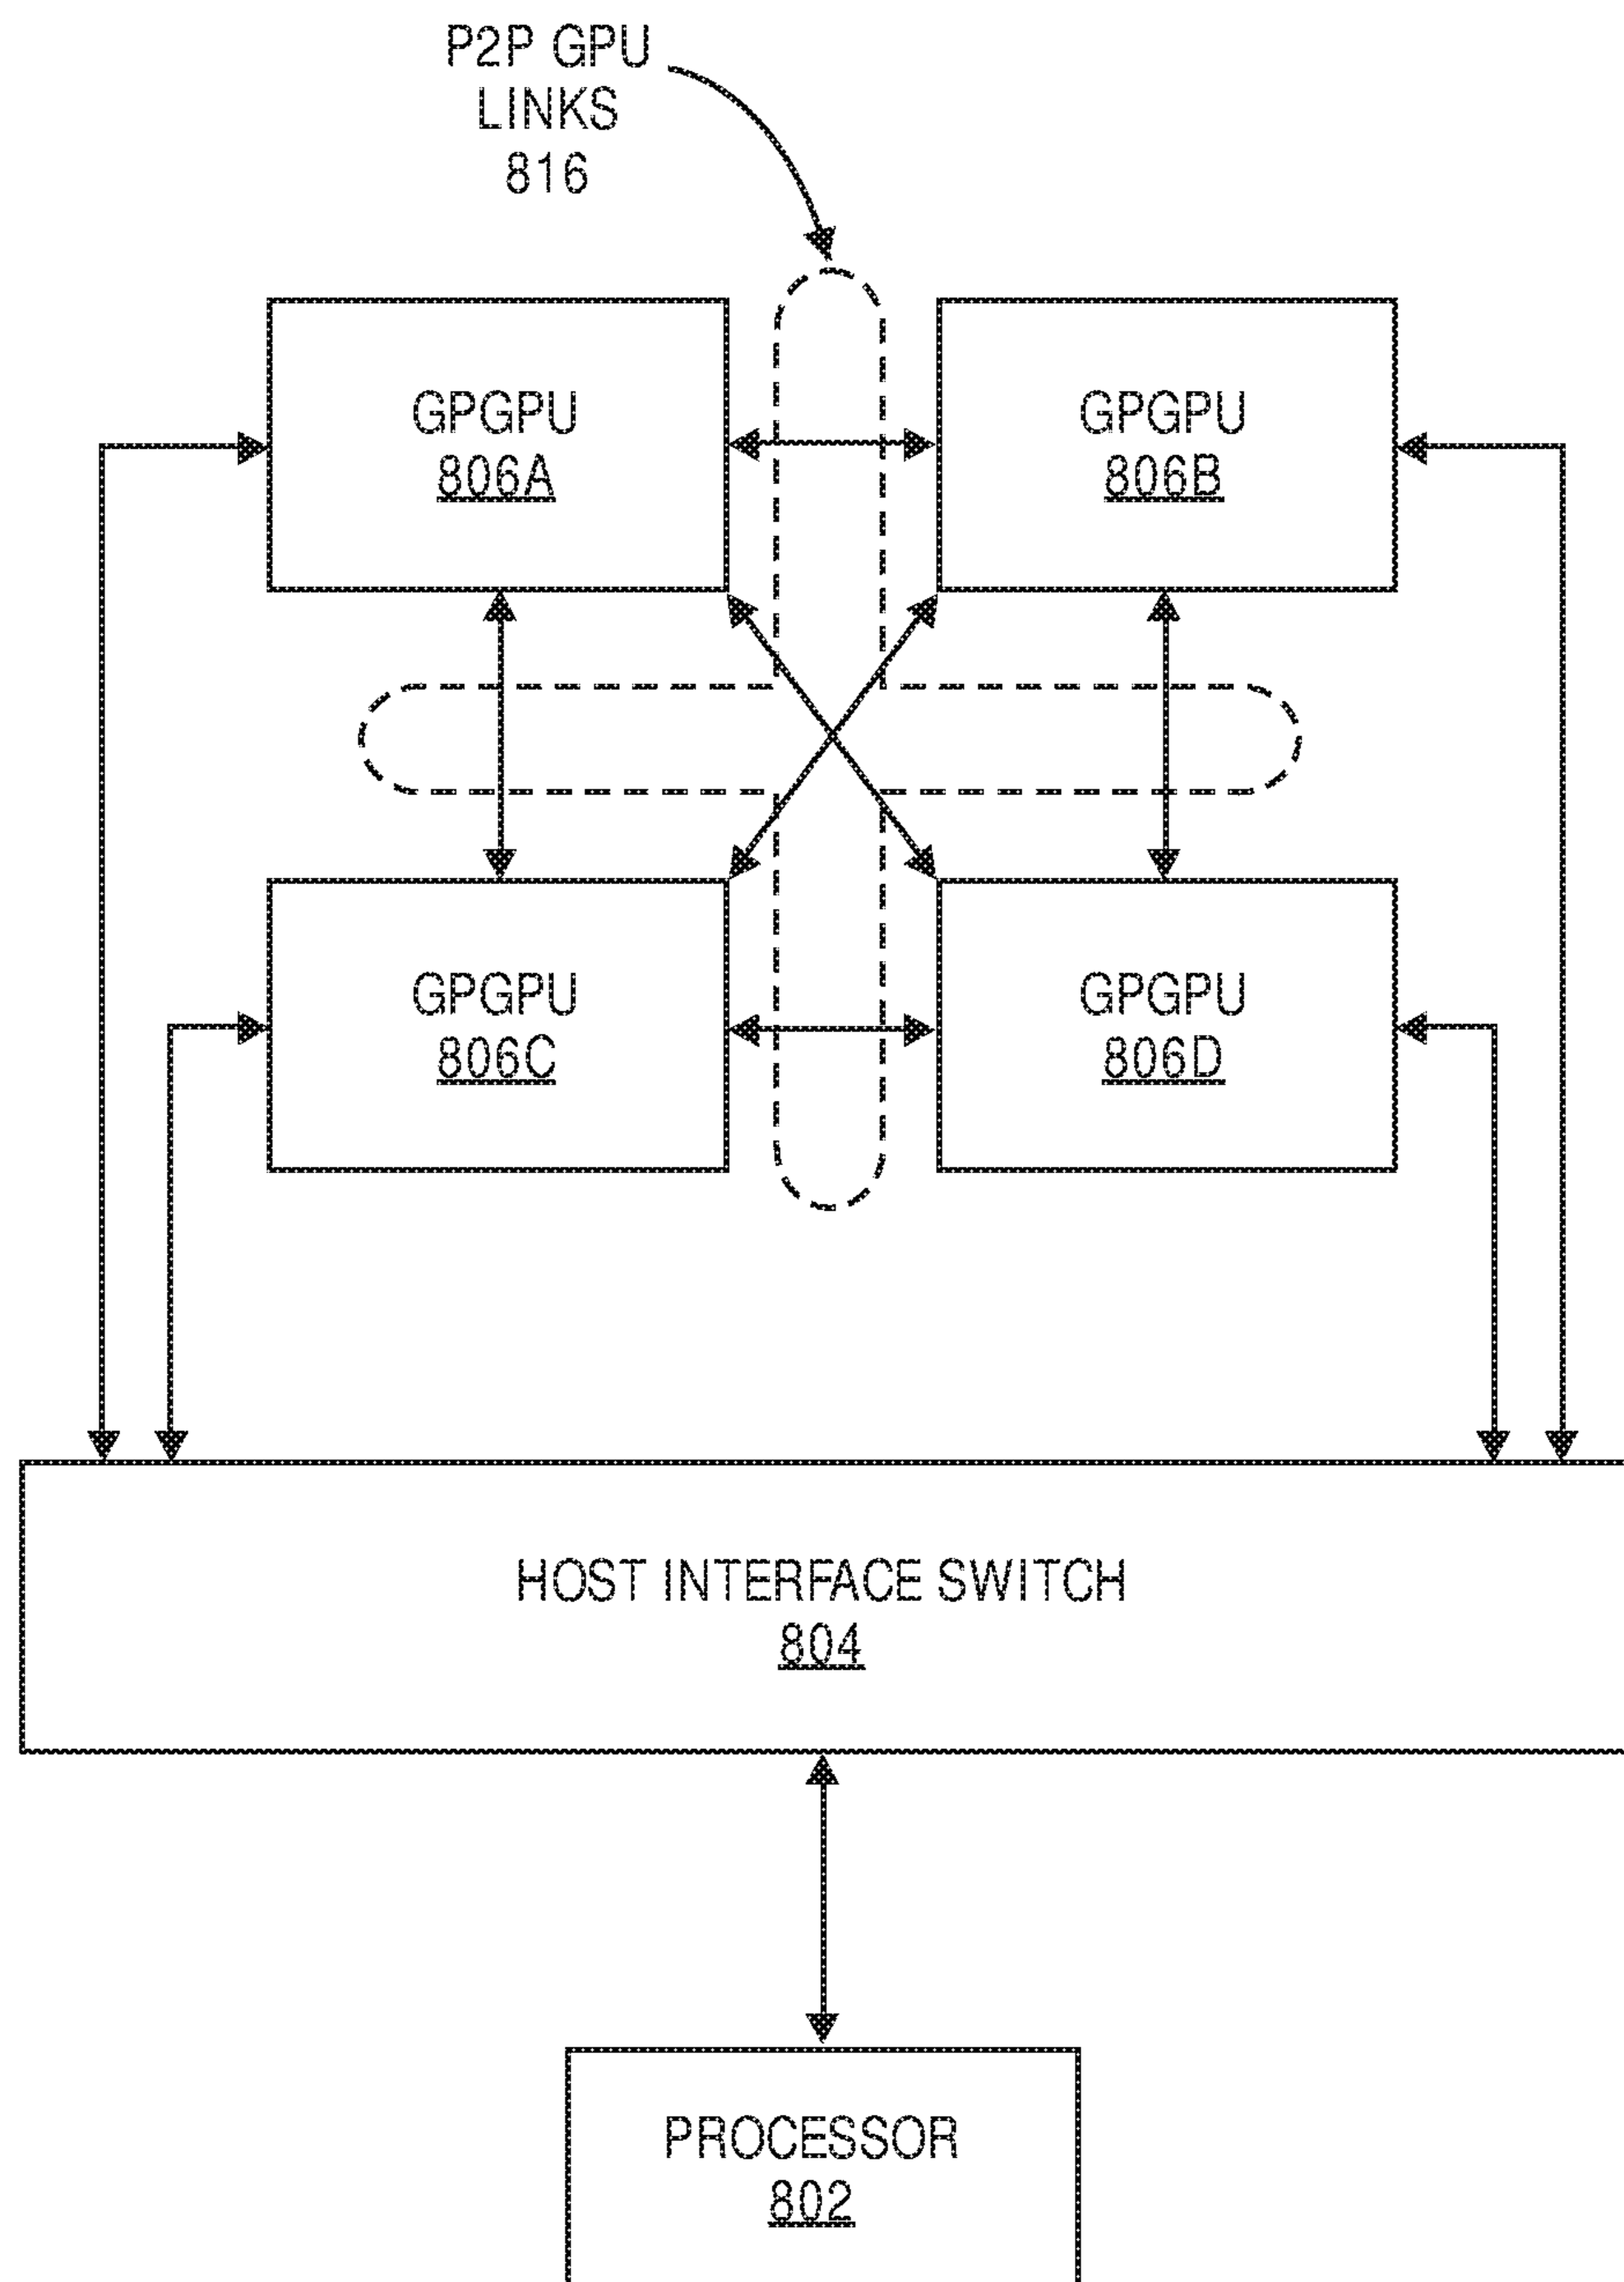 P2P GPU
LINKS
816
GPGPU
806A
GPGPU
806B
GPGPU
806C
GPGPU
806D
HOST INTERFACE SWITCH
804
PROCESSOR
802